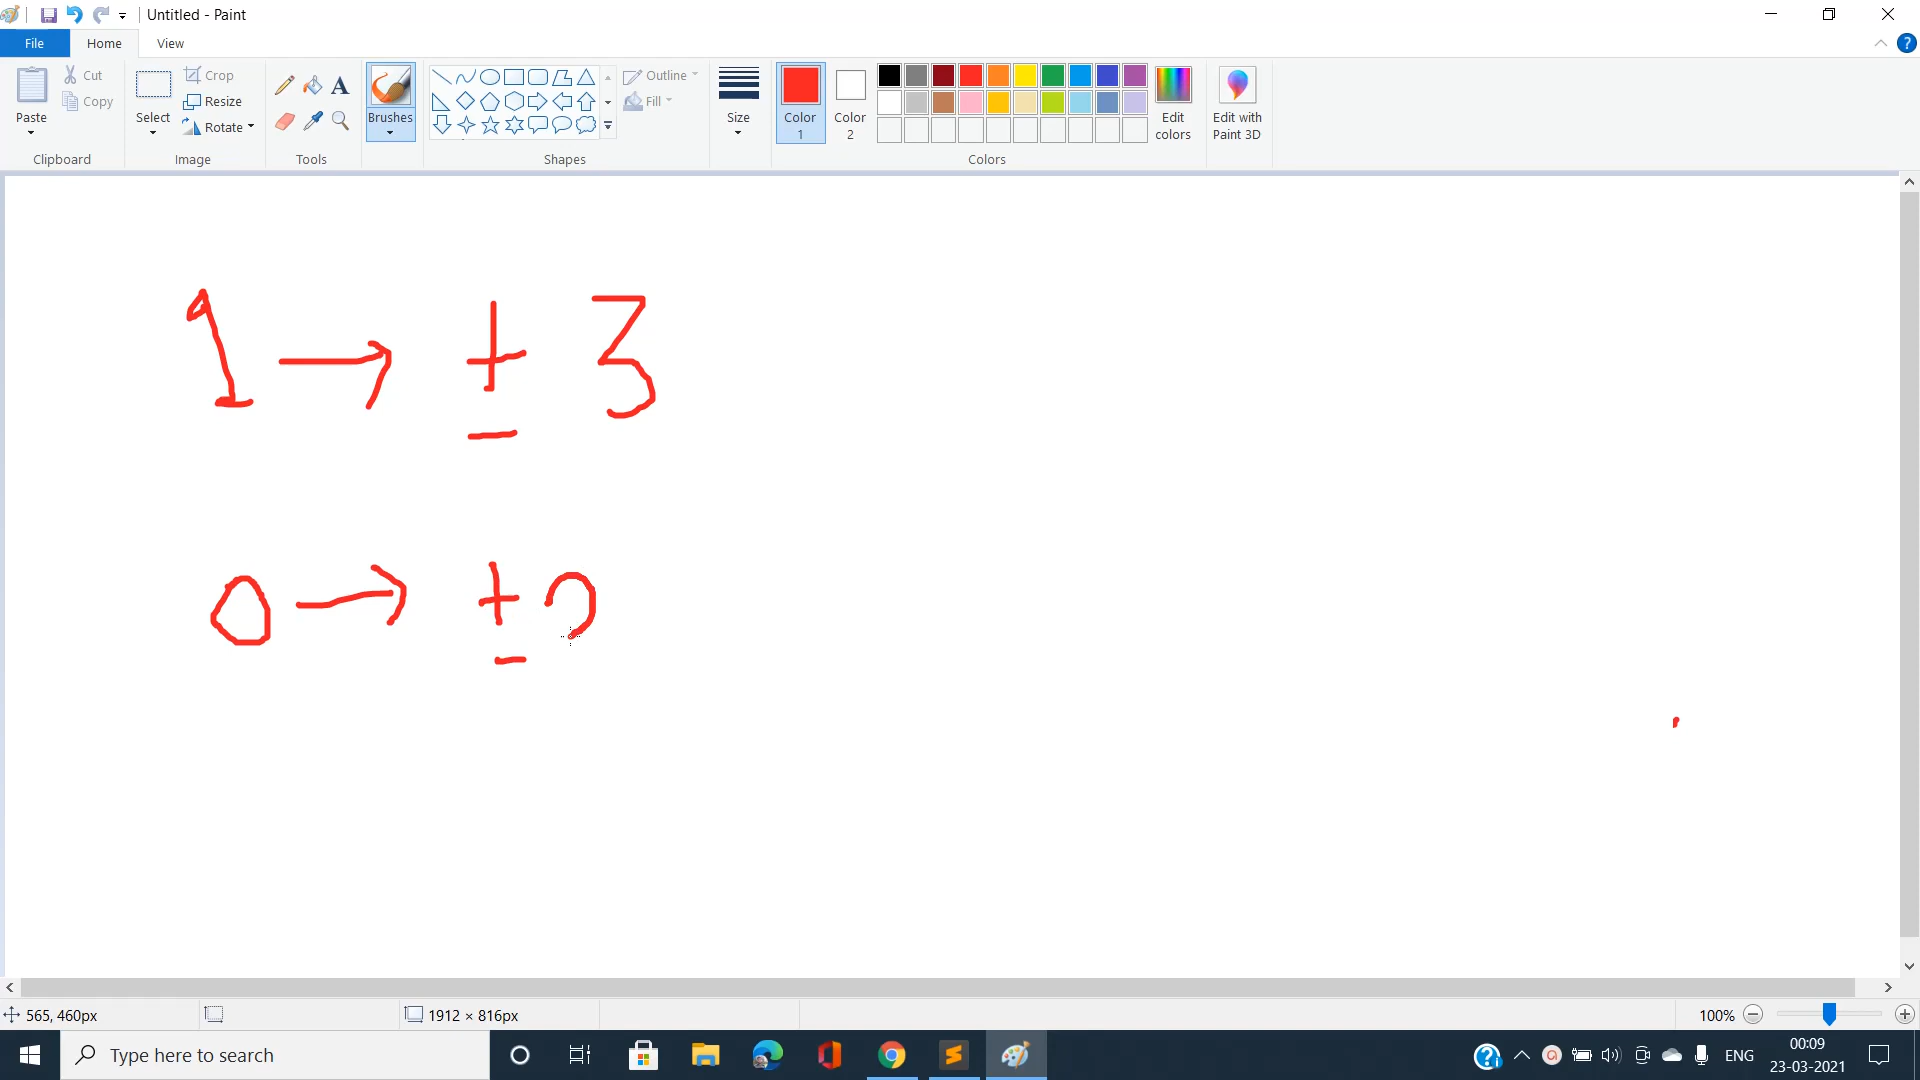 Untitled - Paint
File Home View
Paste
Cut
Copy
Clipboard
Select
Crop
Resize
Rotate
Image
A
Tools
Brushes
Outline
Fill
Shapes
Size
Color 1
Color 2
Edit colors
Colors
Edit with Paint 3D
1 → ± 3
0 → ±
565, 460px
1912 × 816px
100%
Type here to search
ENG
00:09
23-03-2021